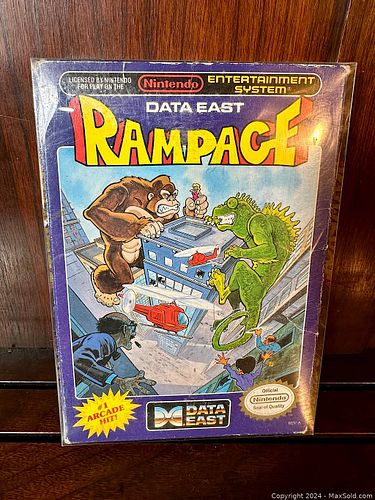 LICENSED BY NINTENDO
FOR PLAY ON THE
Nintendo
ENTERTAINMENT
SYSTEM®
DATA EAST
RAMPAGE
#1
ARCADE
HIT!
DATA
EAST
Official
Nintendo
Seal of Quality
Copyright 2024 - MaxSold.com